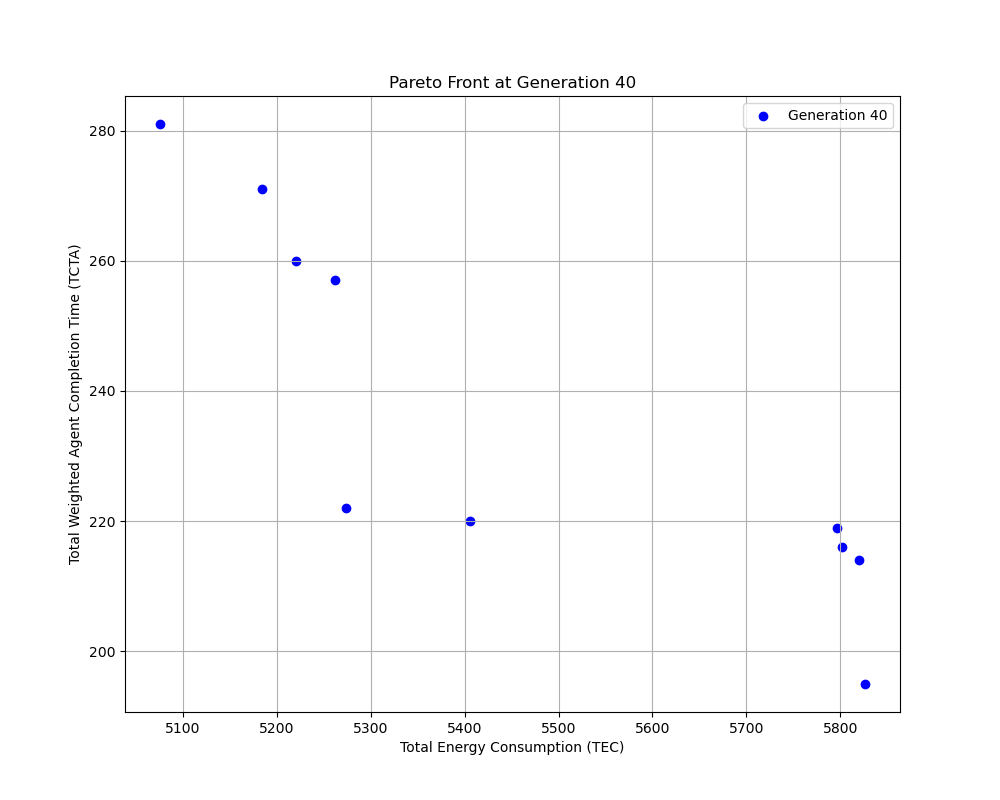 Pareto Front at Generation 40
Generation 40
Total Weighted Agent Completion Time (TCTA)
280
260
240
220
200
5100 5200 5300 5400 5500 5600 5700 5800
Total Energy Consumption (TEC)